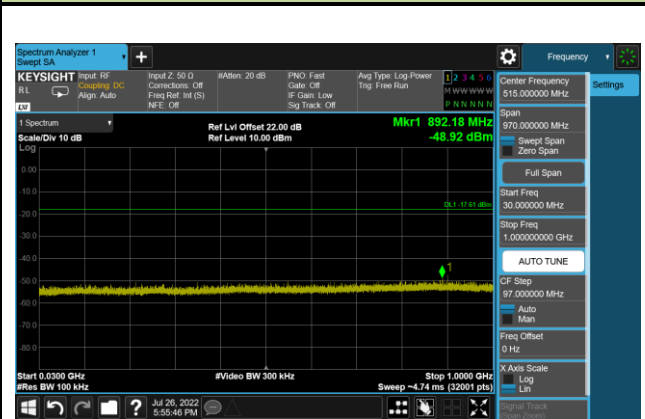 Spectrum Analyzer 1
Swept SA
Frequency
KEYSIGHT
RL
LXI
Input: RF
Coupling: DC
Align: Auto
Input Z: 50 Ω
Corrections: Off
Freq Ref: Int (S)
NFE: Off
#Atten: 20 dB
PNO: Fast
Gate: Off
IF Gain: Low
Sig Track: Off
Avg Type: Log-Power
Trig: Free Run
1 2 3 4 5 6
M W W W W W
P N N N N N
1 Spectrum
Scale/Div 10 dB
Ref Lvl Offset 22.00 dB
Ref Level 10.00 dBm
Mkr1 892.18 MHz
-48.92 dBm
Log
0.00
-10.0
-20.0
-30.0
-40.0
-50.0
-60.0
-70.0
-80.0
DL1 -17.61 dBm
1
Start 0.0300 GHz
#Res BW 100 kHz
#Video BW 300 kHz
Stop 1.0000 GHz
Sweep ~4.74 ms (32001 pts)
Jul 26, 2022
5:55:46 PM
Center Frequency
515.000000 MHz
Settings
Span
970.000000 MHz
Swept Span
Zero Span
Full Span
Start Freq
30.000000 MHz
Stop Freq
1.000000000 GHz
AUTO TUNE
CF Step
97.000000 MHz
Auto
Man
Freq Offset
0 Hz
X Axis Scale
Log
Lin
Signal Track
(Span Zoom)